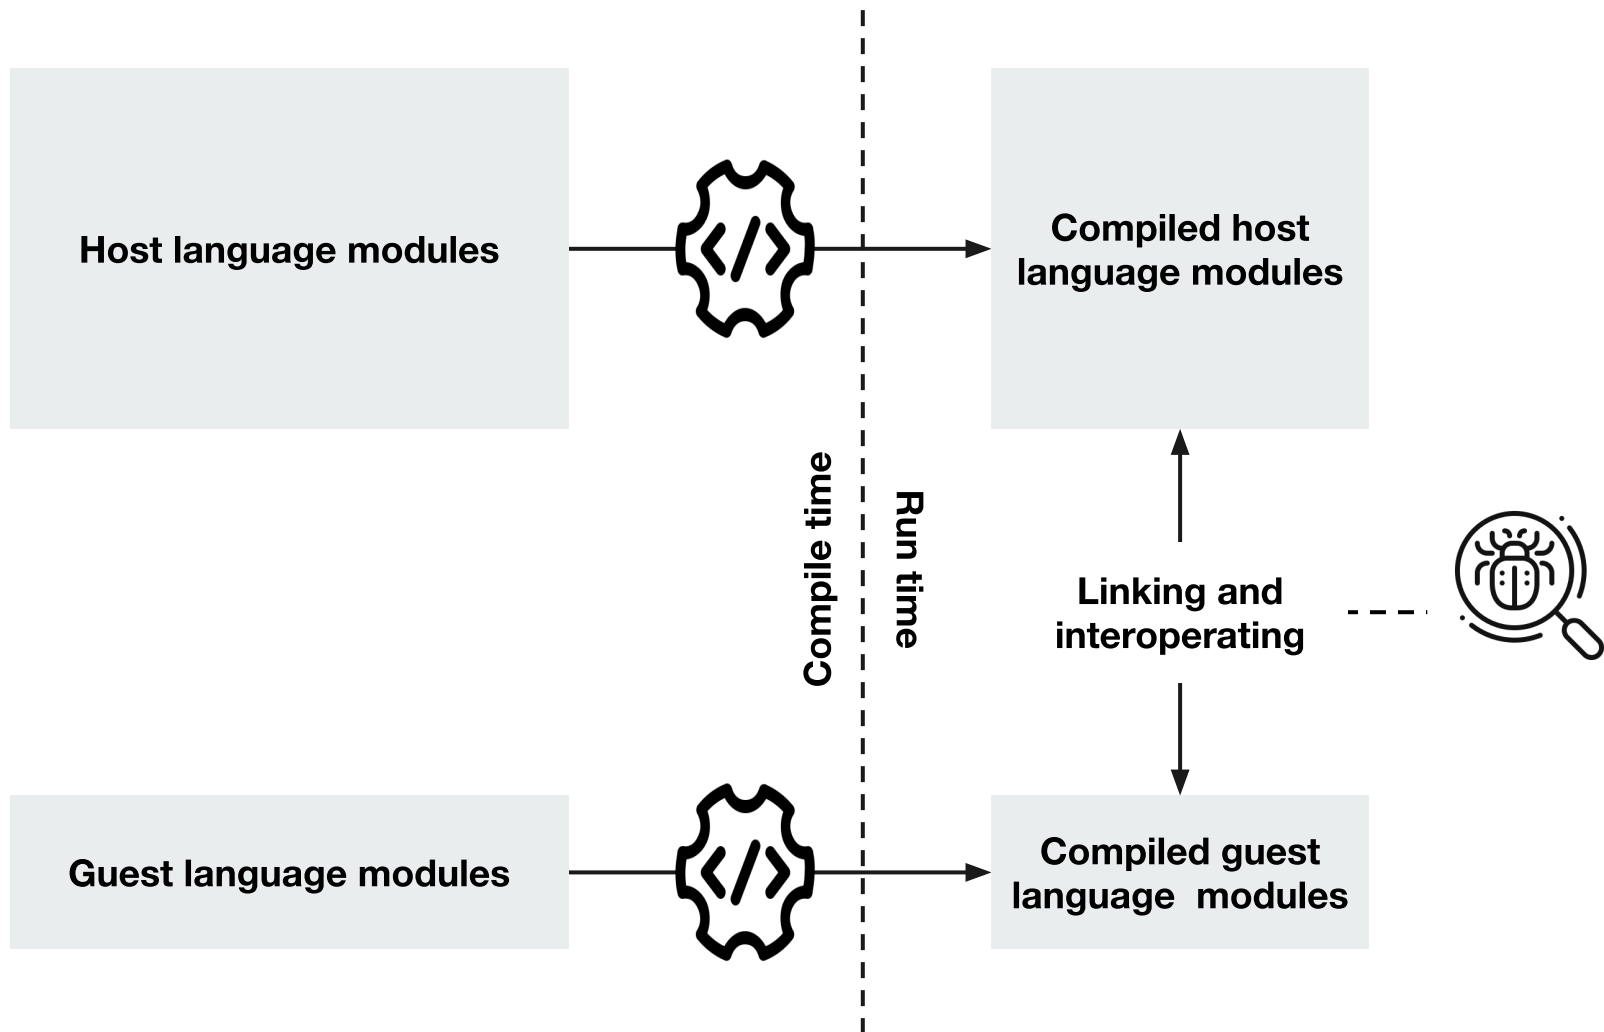 Host language modules
</>
Compiled host
language modules
Compile time
Run time
Linking and
interoperating
Guest language modules
</>
Compiled guest
language  modules